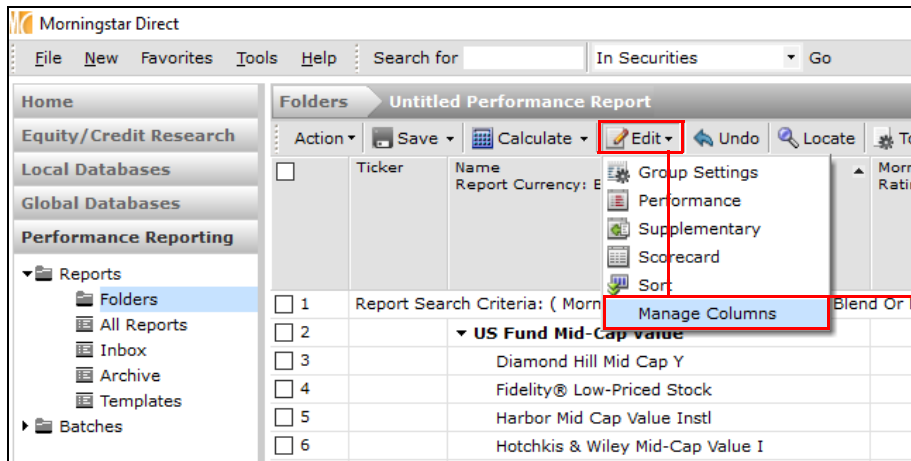 Morningstar Direct
File New Favorites Tools Help Search for In Securities Go
Home
Equity/Credit Research
Local Databases
Global Databases
Performance Reporting
Reports
Folders
All Reports
Inbox
Archive
Templates
Batches
Folders Untitled Performance Report
Action Save Calculate Edit Undo Locate
Ticker
Name
Report Currency:
Group Settings
Performance
Supplementary
Scorecard
Sort
Manage Columns
1 Report Search Criteria: ( Blend Or
2 US Fund Mid-Cap Value
3 Diamond Hill Mid Cap Y
4 Fidelity® Low-Priced Stock
5 Harbor Mid Cap Value Instl
6 Hotchkis & Wiley Mid-Cap Value I